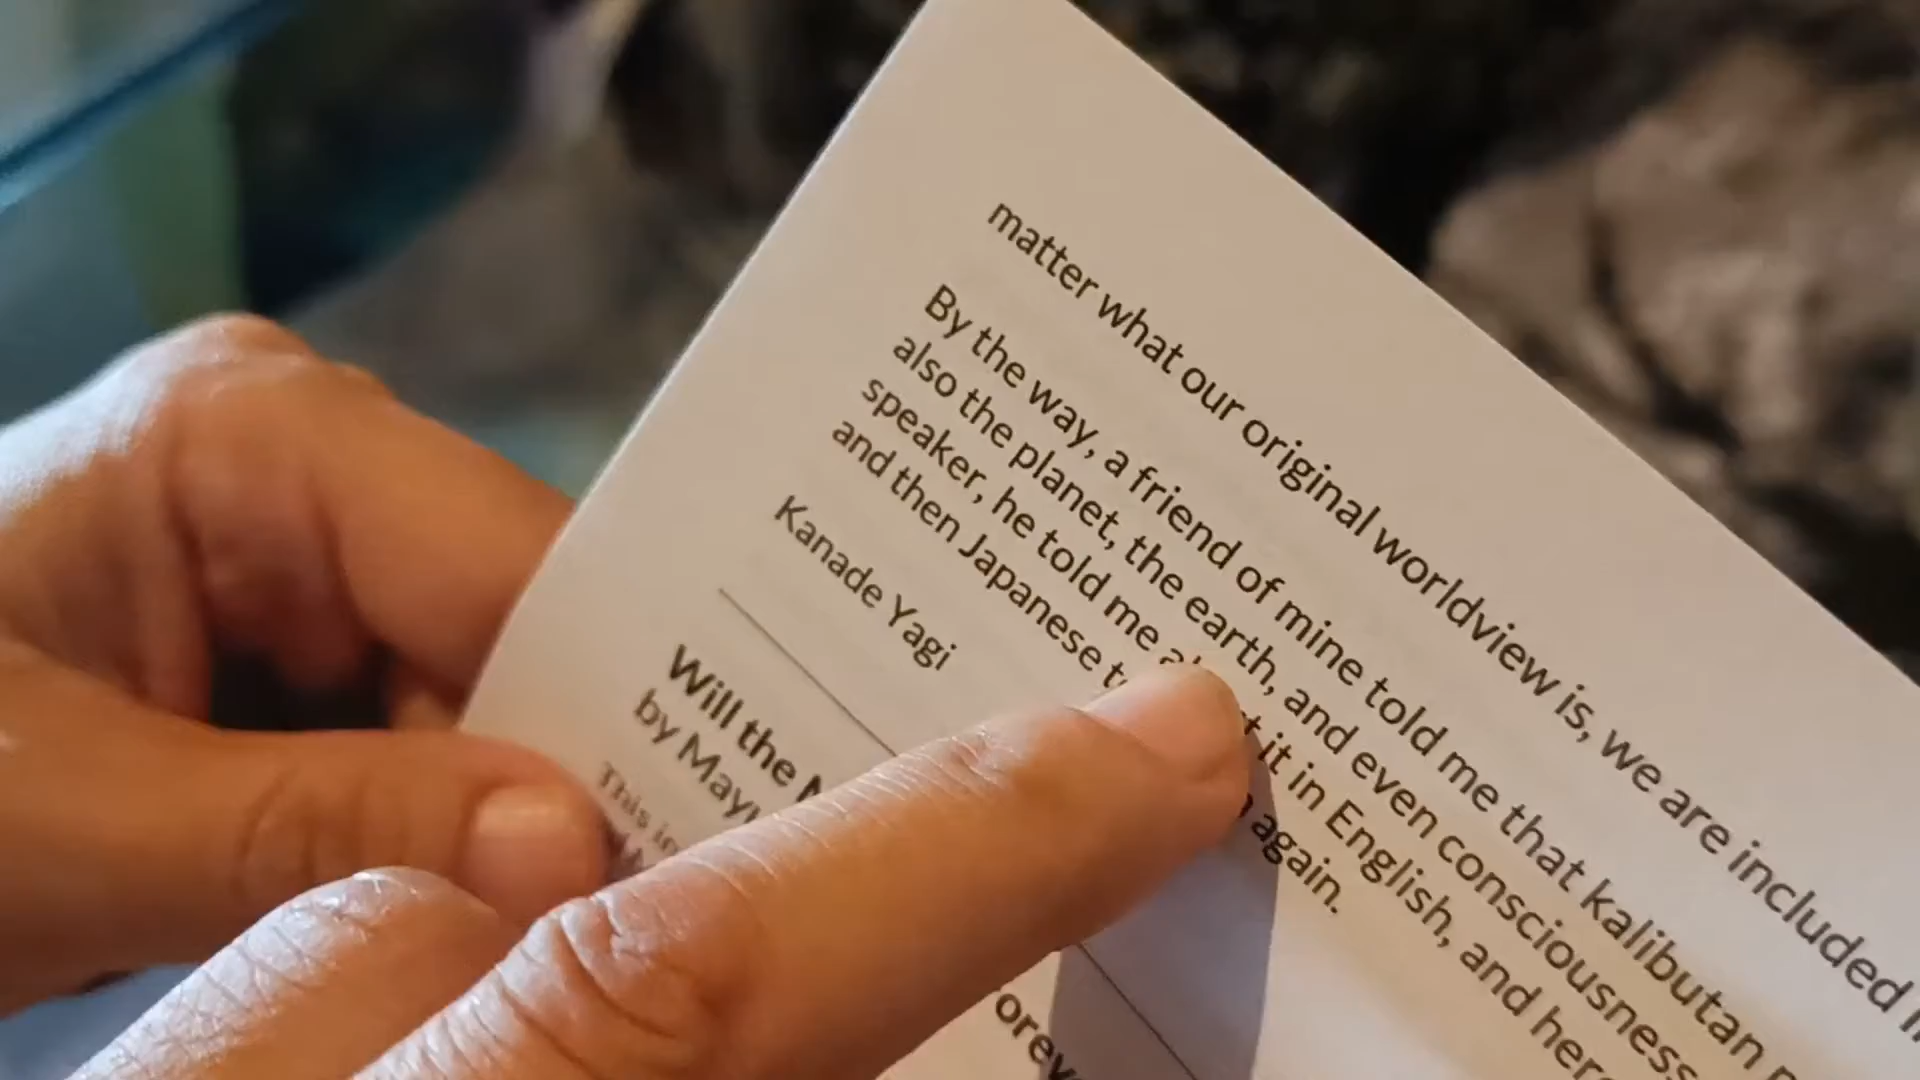 matter what our original worldview is, we are included
By the way, a friend of mine told me that kalibutan
also the planet, the earth, and even consciousness
speaker, he told me it in English, and here
and then Japanese again.
Kanade Yagi
Will the
by
This